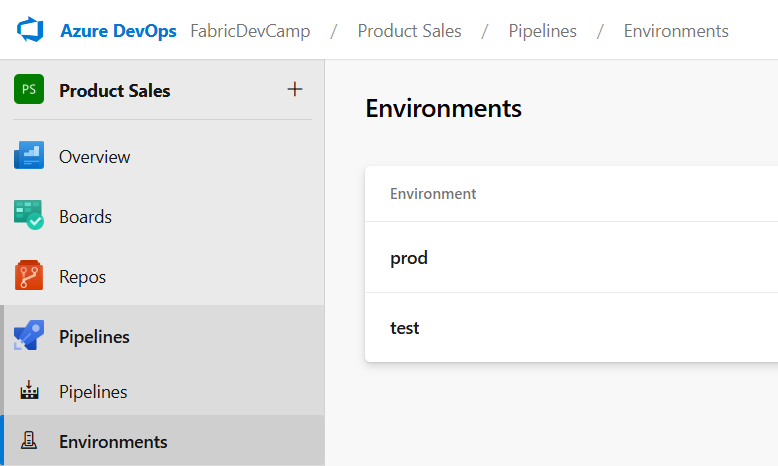 Azure DevOps FabricDevCamp / Product Sales / Pipelines / Environments
PS Product Sales +
Overview
Boards
Repos
Pipelines
Pipelines
Environments
Environments
Environment
prod
test